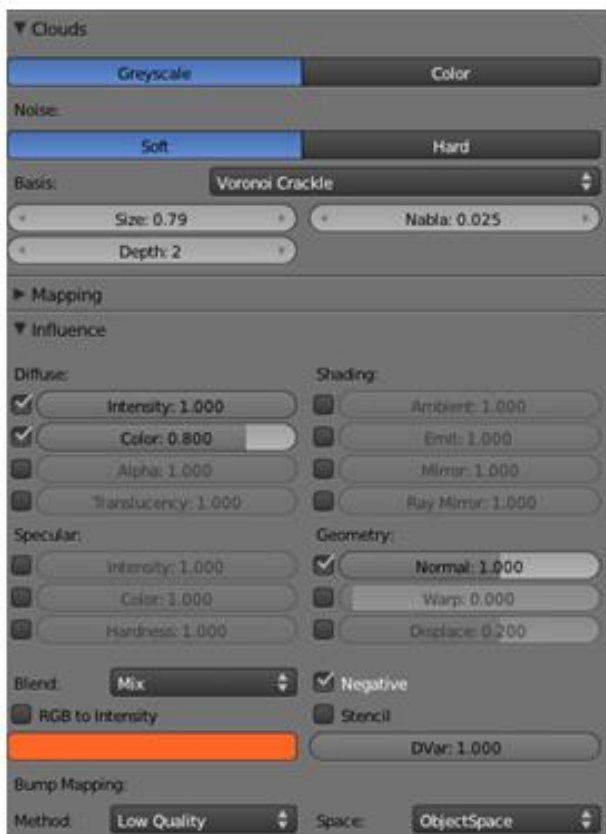 Clouds
Greyscale Color
Noise:
Soft Hard
Basis: Voronoi Crackle
Size: 0.79 Nabla: 0.025
Depth: 2
Mapping
Influence
Diffuse: Shading:
Intensity: 1.000 Ambient: 1.000
Color: 0.800 Emit: 1.000
Alpha: 1.000 Mirror: 1.000
Translucency: 1.000 Ray Mirror: 1.000
Specular: Geometry:
Intensity: 1.000 Normal: 1.000
Color: 1.000 Warp: 0.000
Hardness: 1.000 Displace: 0.200
Blend: Mix Negative
RGB to Intensity Stencil
DVar: 1.000
Bump Mapping:
Method: Low Quality Space: ObjectSpace